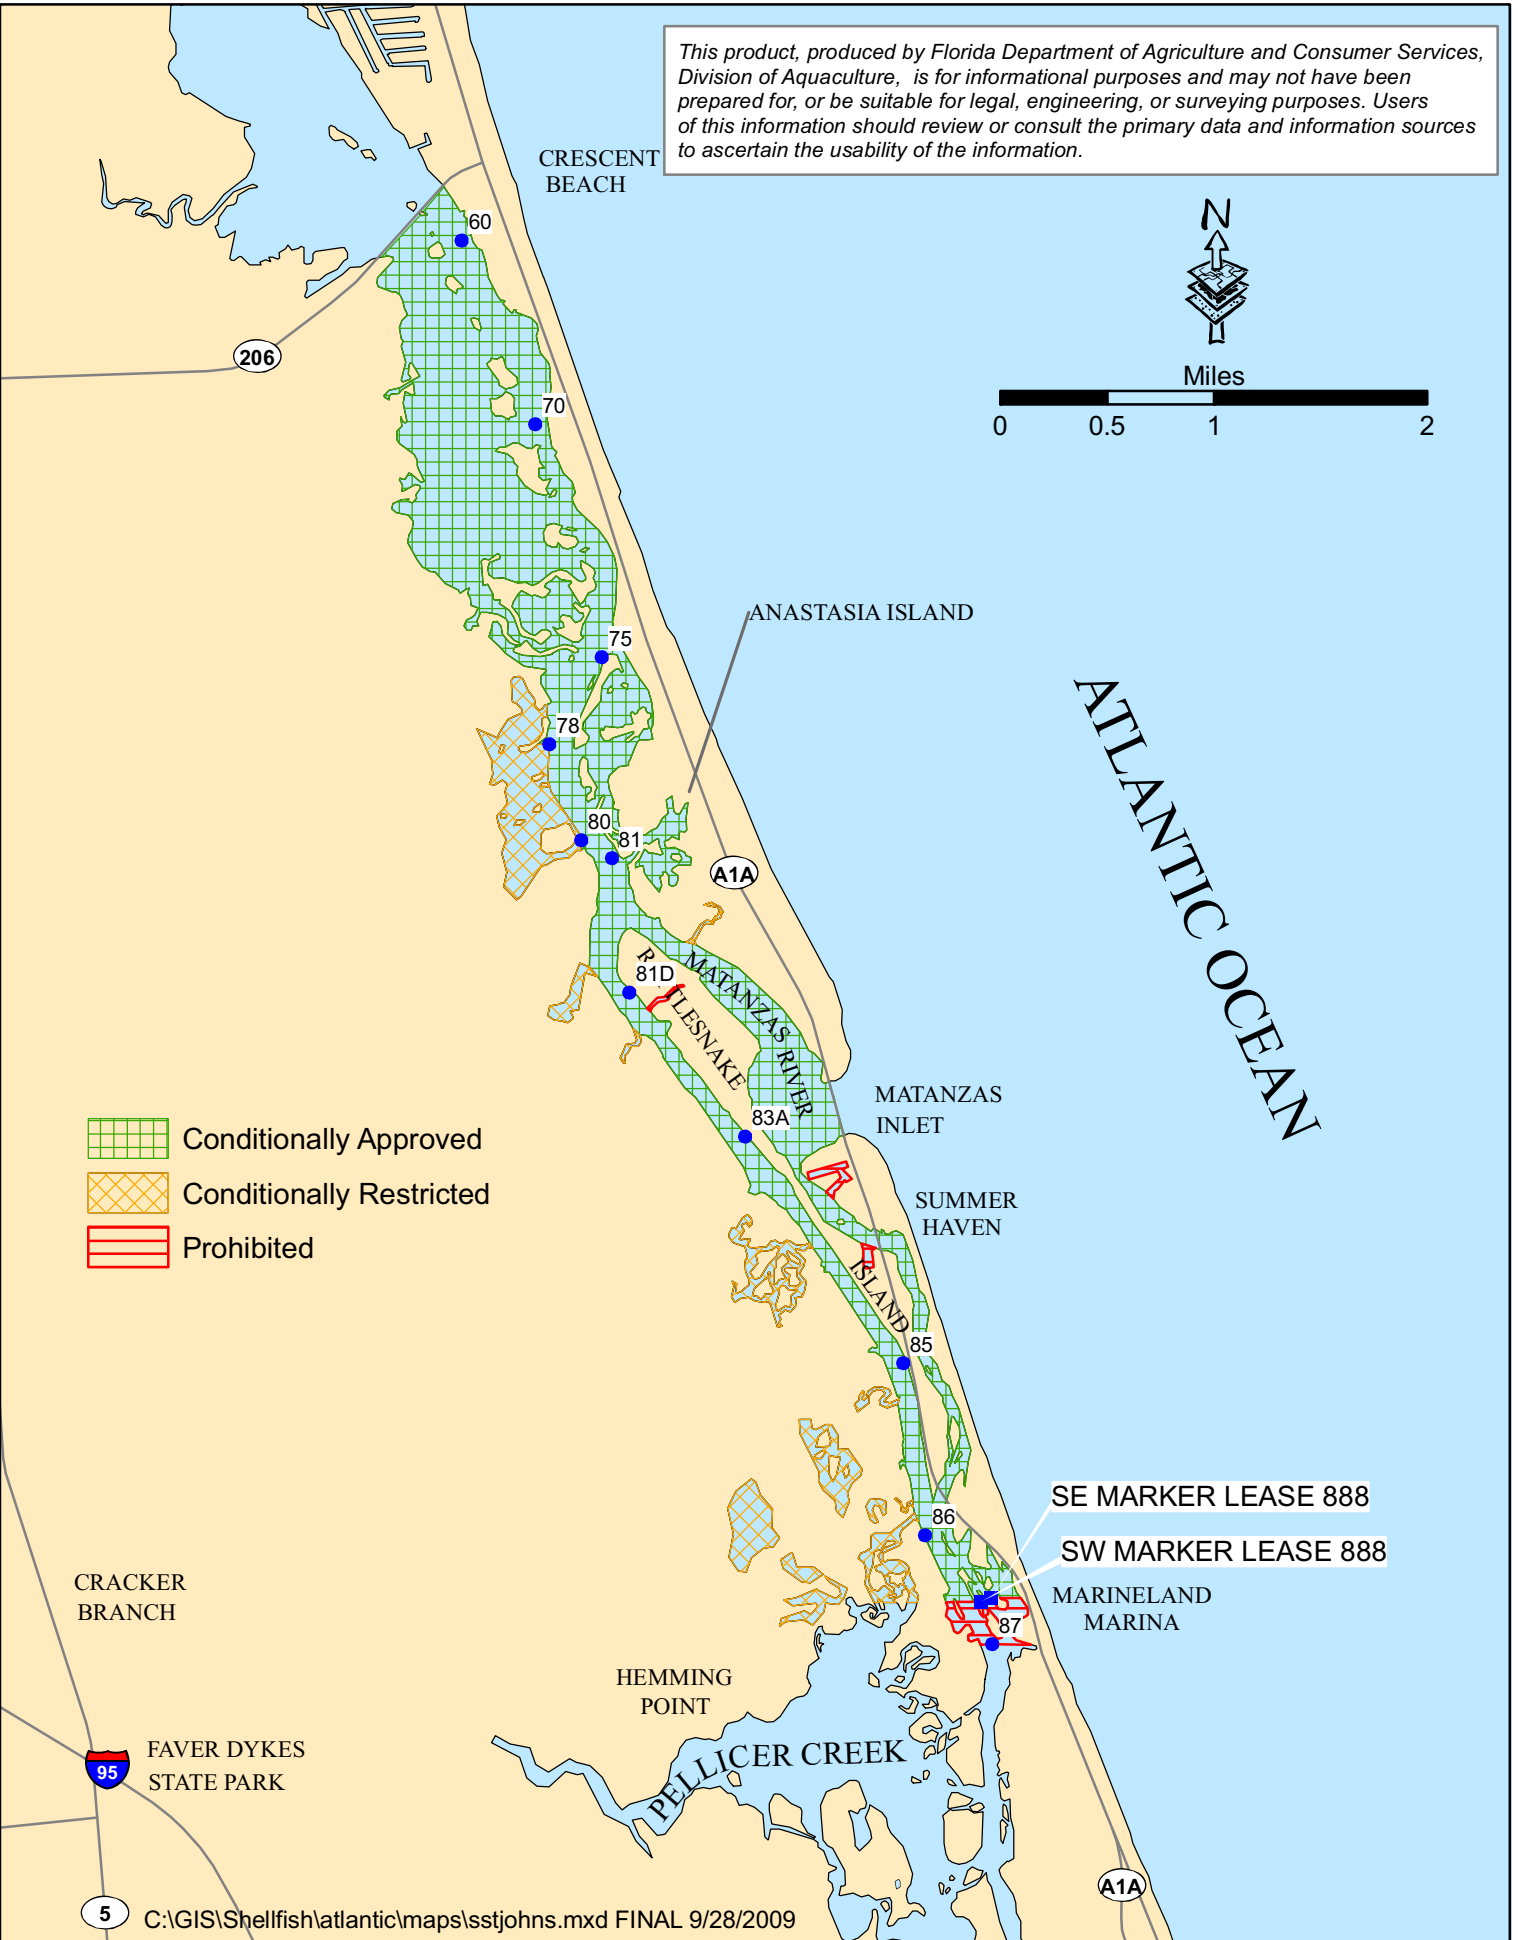 This product, produced by Florida Department of Agriculture and Consumer Services,
Division of Aquaculture, is for informational purposes and may not have been
prepared for, or be suitable for legal, engineering, or surveying purposes. Users
of this information should review or consult the primary data and information sources
to ascertain the usability of the information.
CRESCENT
BEACH
N
60
206
Miles
0 0.5 1 2
70
ANASTASIA ISLAND
75
78
80
81
A1A
ATLANTIC OCEAN
81D
MATANZAS RIVER
RATTLESNAKE
ISLAND
MATANZAS
INLET
83A
Conditionally Approved
Conditionally Restricted
Prohibited
SUMMER
HAVEN
85
SE MARKER LEASE 888
86
SW MARKER LEASE 888
CRACKER
BRANCH
MARINELAND
MARINA
87
HEMMING
POINT
PELLICER CREEK
FAVER DYKES
STATE PARK
95
A1A
5
C:\GIS\Shellfish\atlantic\maps\sstjohns.mxd FINAL 9/28/2009